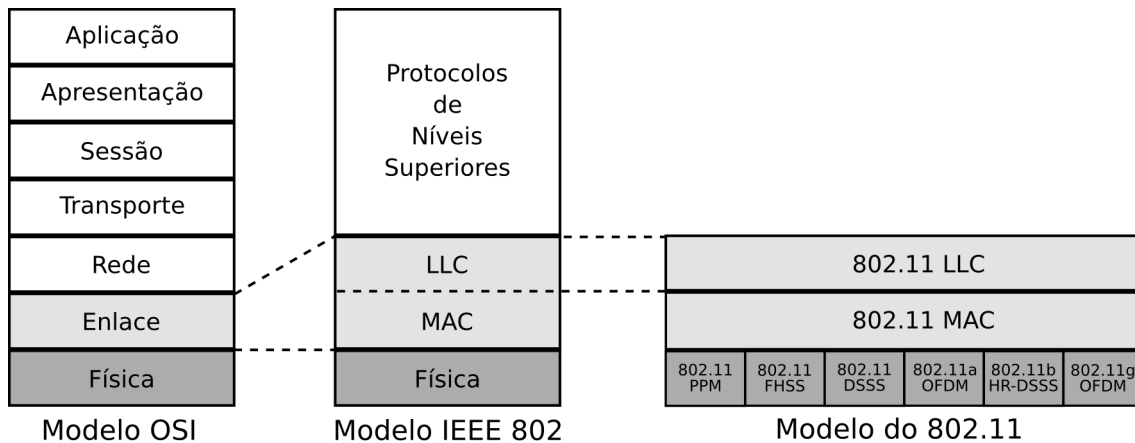 Aplicação
Apresentação
Sessão
Transporte
Rede
Enlace
Física
Modelo OSI
Protocolos
de
Níveis
Superiores
LLC
MAC
Física
Modelo IEEE 802
802.11 LLC
802.11 MAC
802.11
PPM
802.11
FHSS
802.11
DSSS
802.11a
OFDM
802.11b
HR-DSSS
802.11g
OFDM
Modelo do 802.11